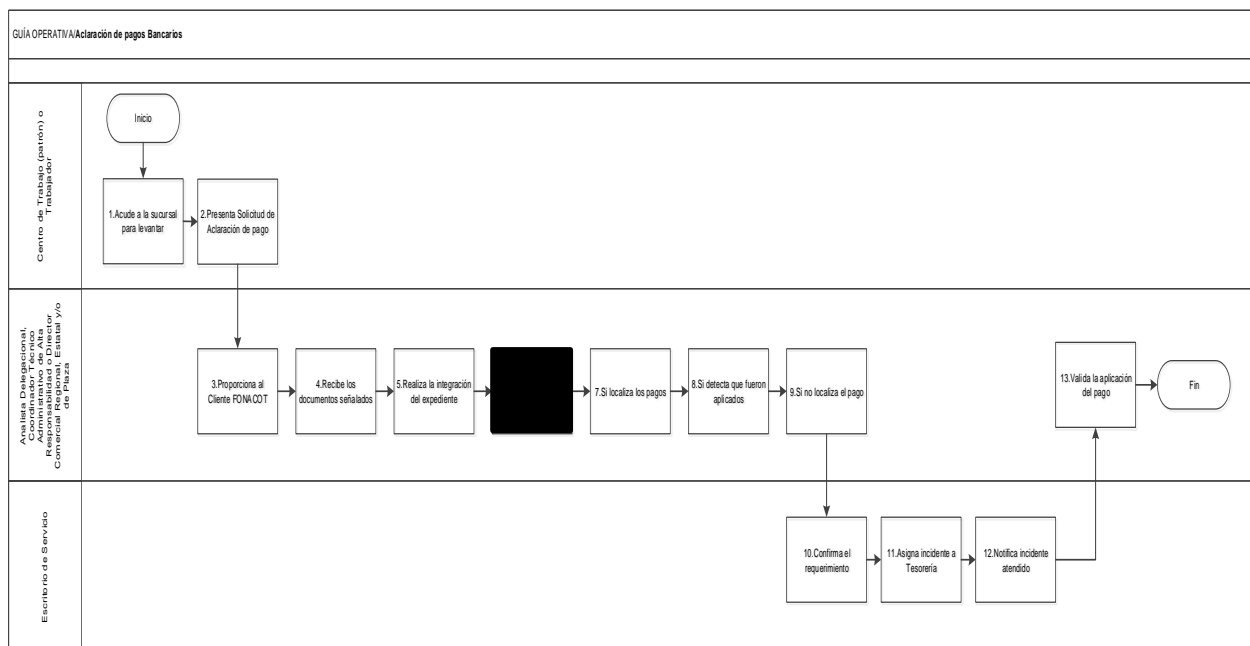 GUÍA OPERATIVA/Aclaración de pagos Bancarios
Centro de Trabajo (patrón) o
Trabajador
Inicio
1.Acude a la sucursal
para levantar
2.Presenta Solicitud de
Aclaración de pago
Analista Delegacional,
Coordinador Técnico
Administrativo de Alta
Responsabilidad o Director
Comercial Regional, Estatal y/o
de Plaza
3.Proporciona al
Cliente FONACOT
4.Recibe los
documentos señalados
5.Realiza la integración
del expediente
7.Si localiza los pagos
8.Si detecta que fueron
aplicados
9.Si no localiza el pago
13.Valida la aplicación
del pago
Fin
Escritorio de Servicio
10.Confirma el
requerimiento
11.Asigna incidente a
Tesorería
12.Notifica incidente
atendido